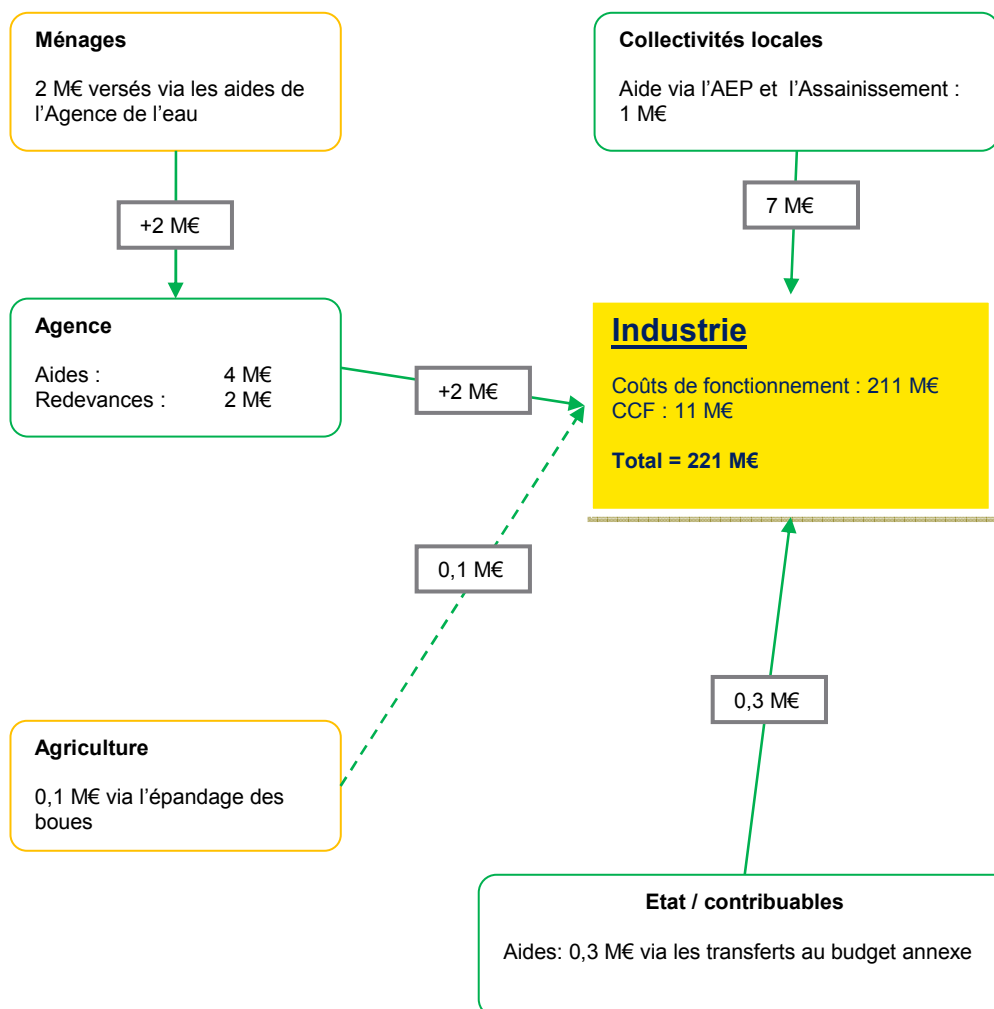 Ménages
2 M€ versés via les aides de
l'Agence de l'eau
Collectivités locales
Aide via l'AEP et l'Assainissement :
1 M€
+2 M€
7 M€
Agence
Aides : 4 M€
Redevances : 2 M€
+2 M€
Industrie
Coûts de fonctionnement : 211 M€
CCF : 11 M€
Total = 221 M€
0,1 M€
0,3 M€
Agriculture
0,1 M€ via l'épandage des
boues
Etat / contribuables
Aides: 0,3 M€ via les transferts au budget annexe